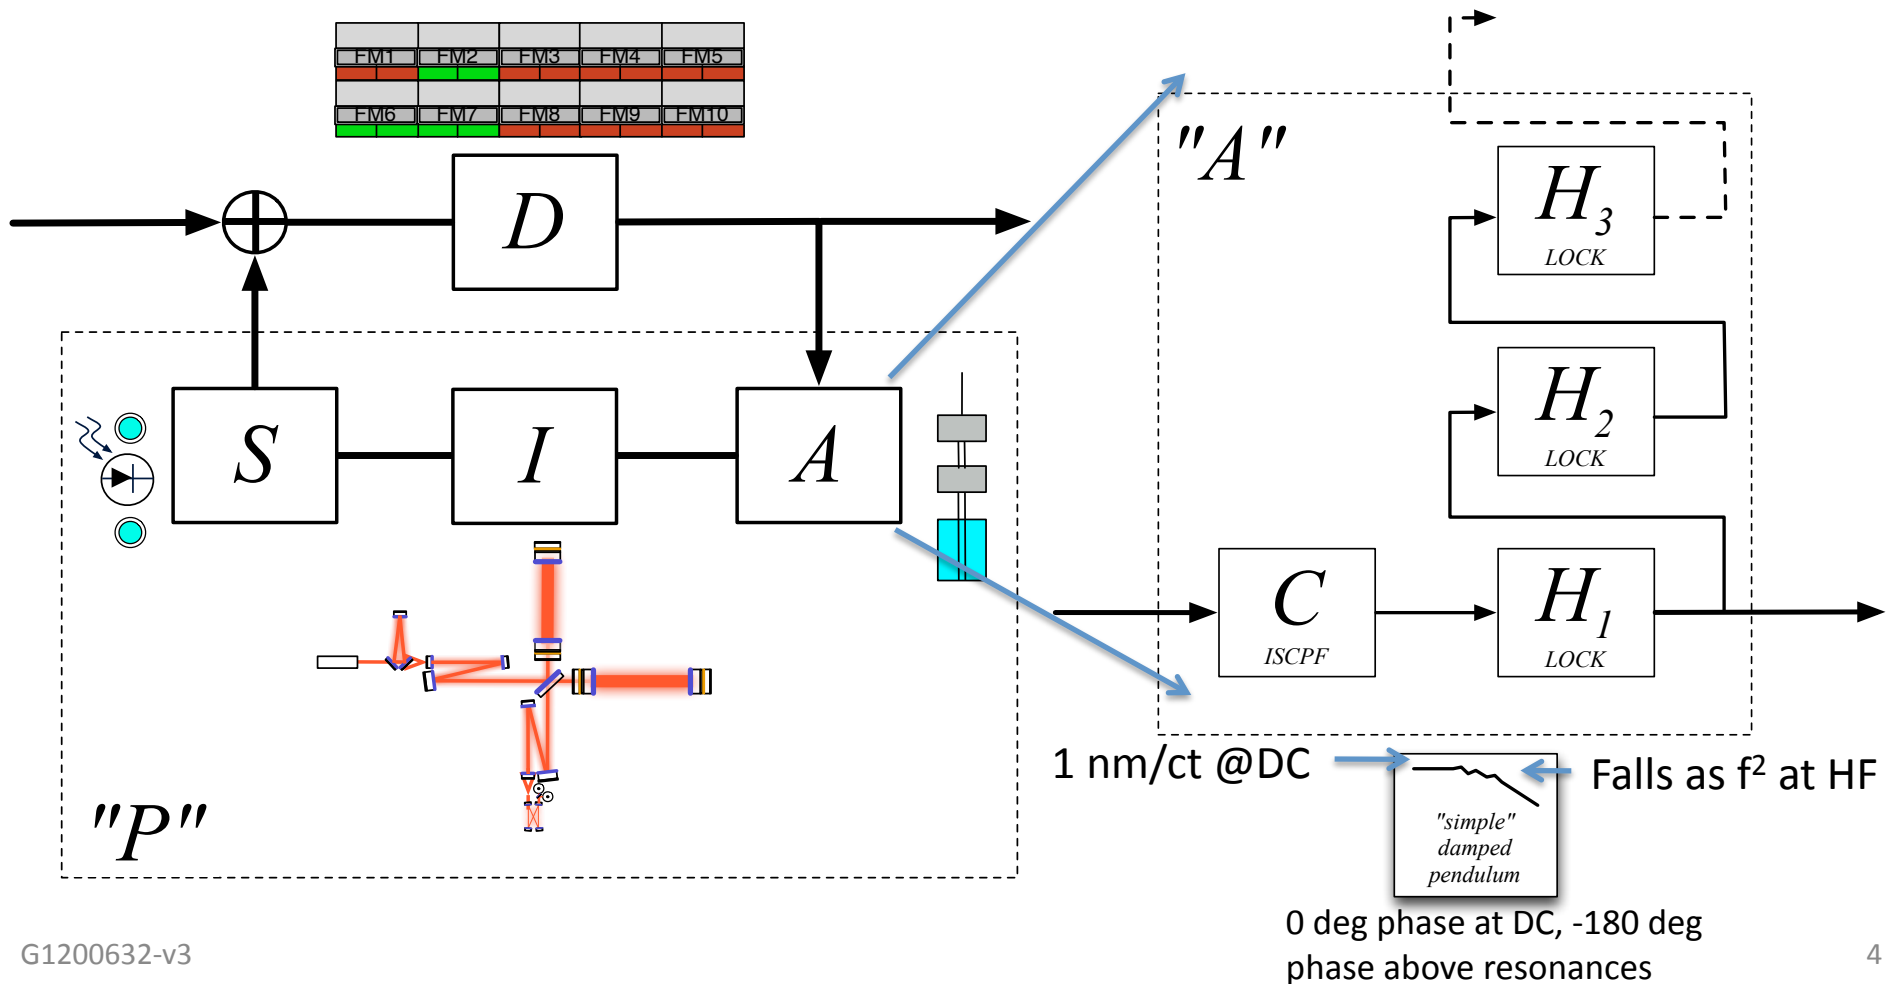 FM1 FM2 FM3 FM4 FM5
FM6 FM7 FM8 FM9 FM10
D
S
I
A
"P"
"A"
H3
LOCK
H2
LOCK
C
ISCPF
H1
LOCK
1 nm/ct @DC
Falls as f² at HF
"simple"
damped
pendulum
0 deg phase at DC, -180 deg
phase above resonances
G1200632-v3
4